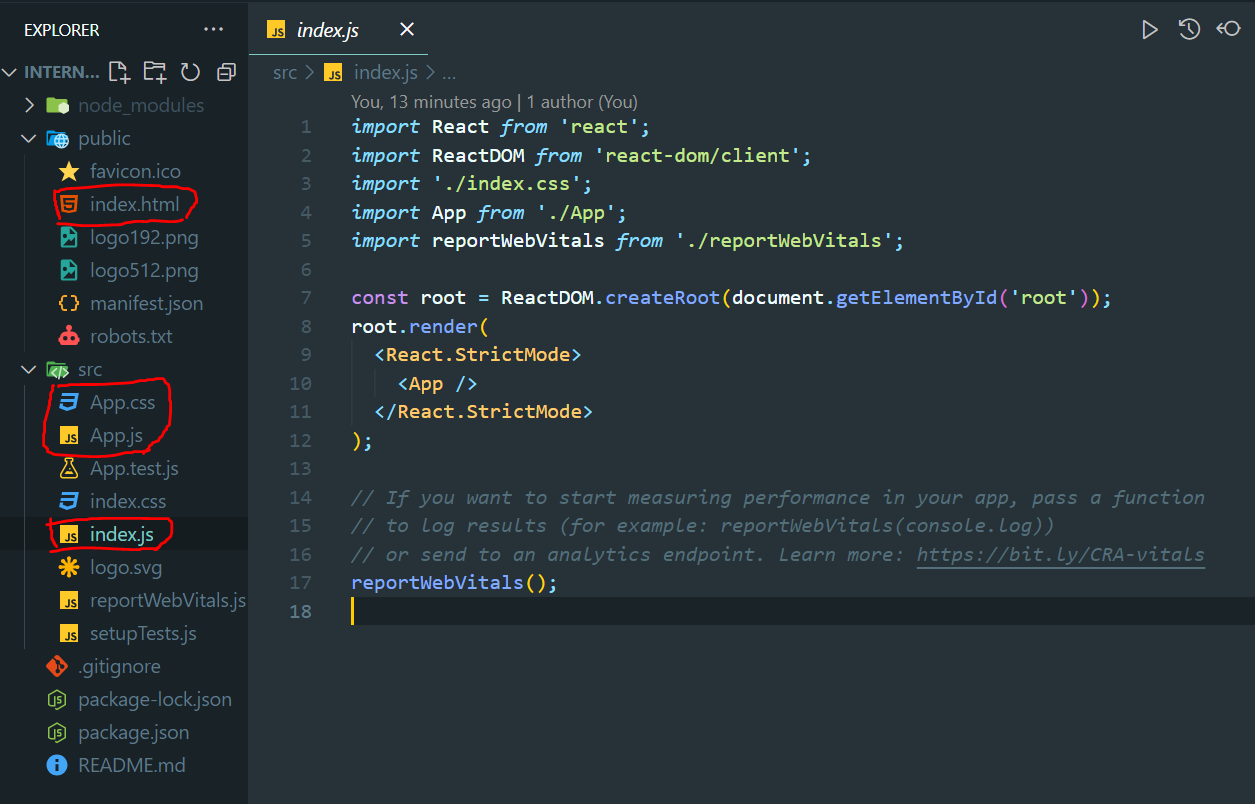 EXPLORER
INTERN...
node_modules
public
favicon.ico
index.html
logo192.png
logo512.png
manifest.json
robots.txt
src
App.css
App.js
App.test.js
index.css
index.js
logo.svg
reportWebVitals.js
setupTests.js
.gitignore
package-lock.json
package.json
README.md
JS index.js
src > JS index.js > ...
You, 13 minutes ago | 1 author (You)
1 import React from 'react';
2 import ReactDOM from 'react-dom/client';
3 import './index.css';
4 import App from './App';
5 import reportWebVitals from './reportWebVitals';
6
7 const root = ReactDOM.createRoot(document.getElementById('root'));
8 root.render(
9   <React.StrictMode>
10     <App />
11   </React.StrictMode>
12 );
13
14 // If you want to start measuring performance in your app, pass a function
15 // to log results (for example: reportWebVitals(console.log))
16 // or send to an analytics endpoint. Learn more: https://bit.ly/CRA-vitals
17 reportWebVitals();
18